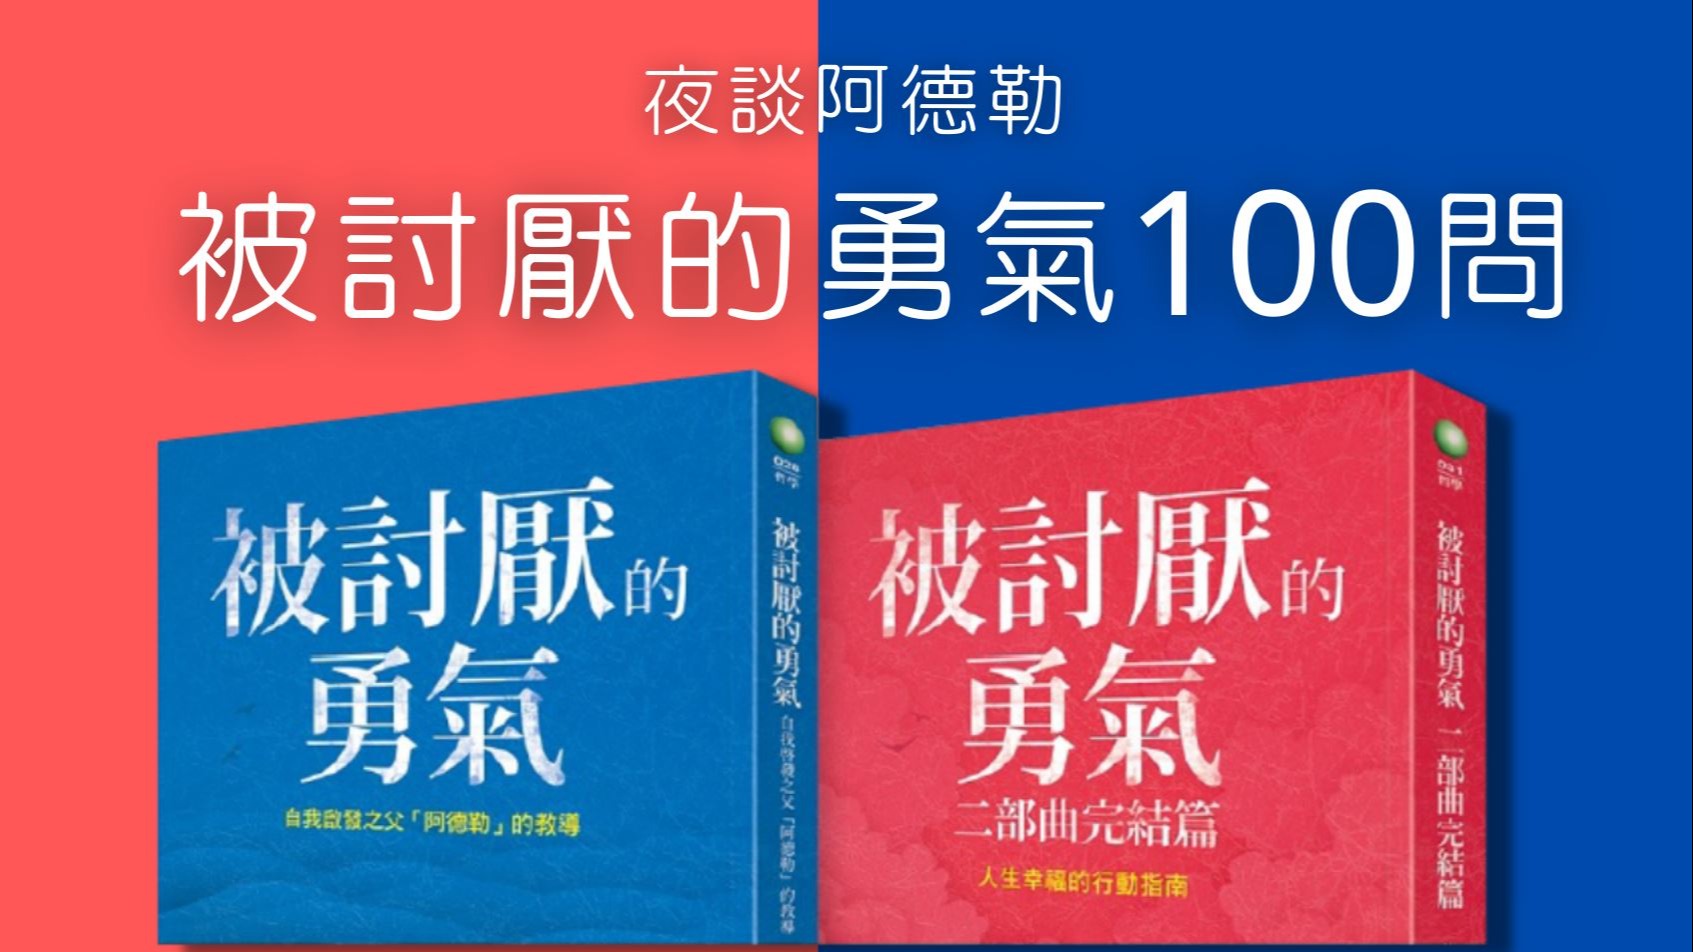 夜談阿德勒
被討厭的勇氣100問
被討厭的
勇氣
自我啟發之父「阿德勒」的教導
026
哲學
被討厭的勇氣 自我啓發之父「阿德勒」的教導
被討厭的
勇氣
二部曲完結篇
人生幸福的行動指南
031
哲學
被討厭的勇氣 二部曲完結篇